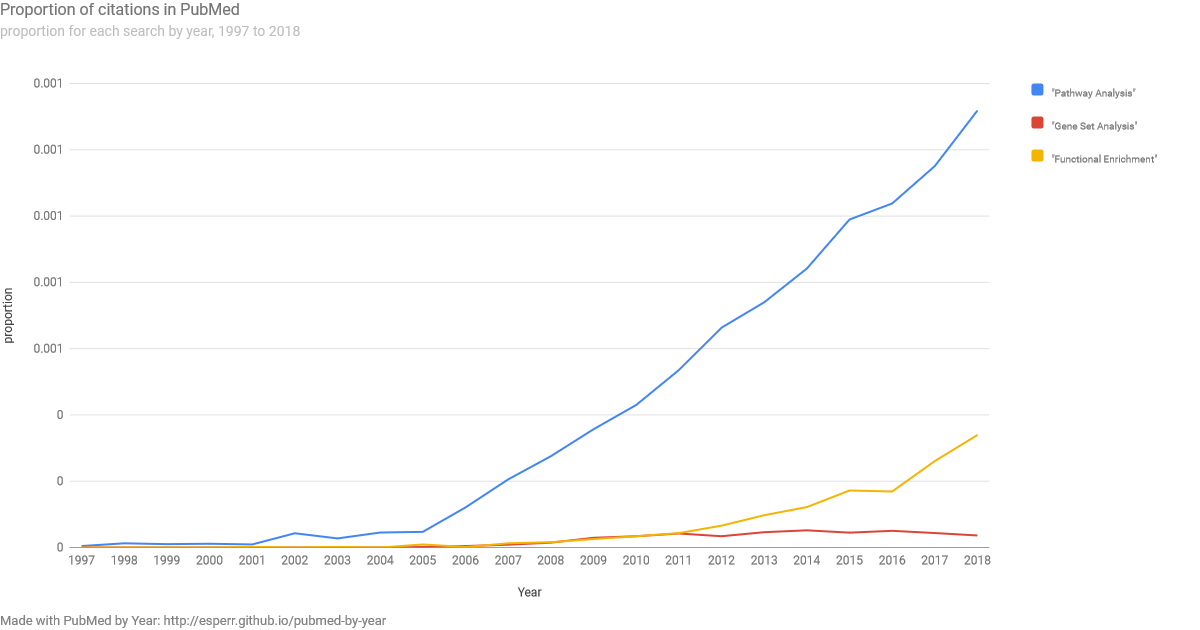 Proportion of citations in PubMed
proportion for each search by year, 1997 to 2018
0.001
0.001
0.001
0.001
0.001
0
0
0
proportion
1997 1998 1999 2000 2001 2002 2003 2004 2005 2006 2007 2008 2009 2010 2011 2012 2013 2014 2015 2016 2017 2018
Year
"Pathway Analysis"
"Gene Set Analysis"
"Functional Enrichment"
Made with PubMed by Year: http://esperr.github.io/pubmed-by-year